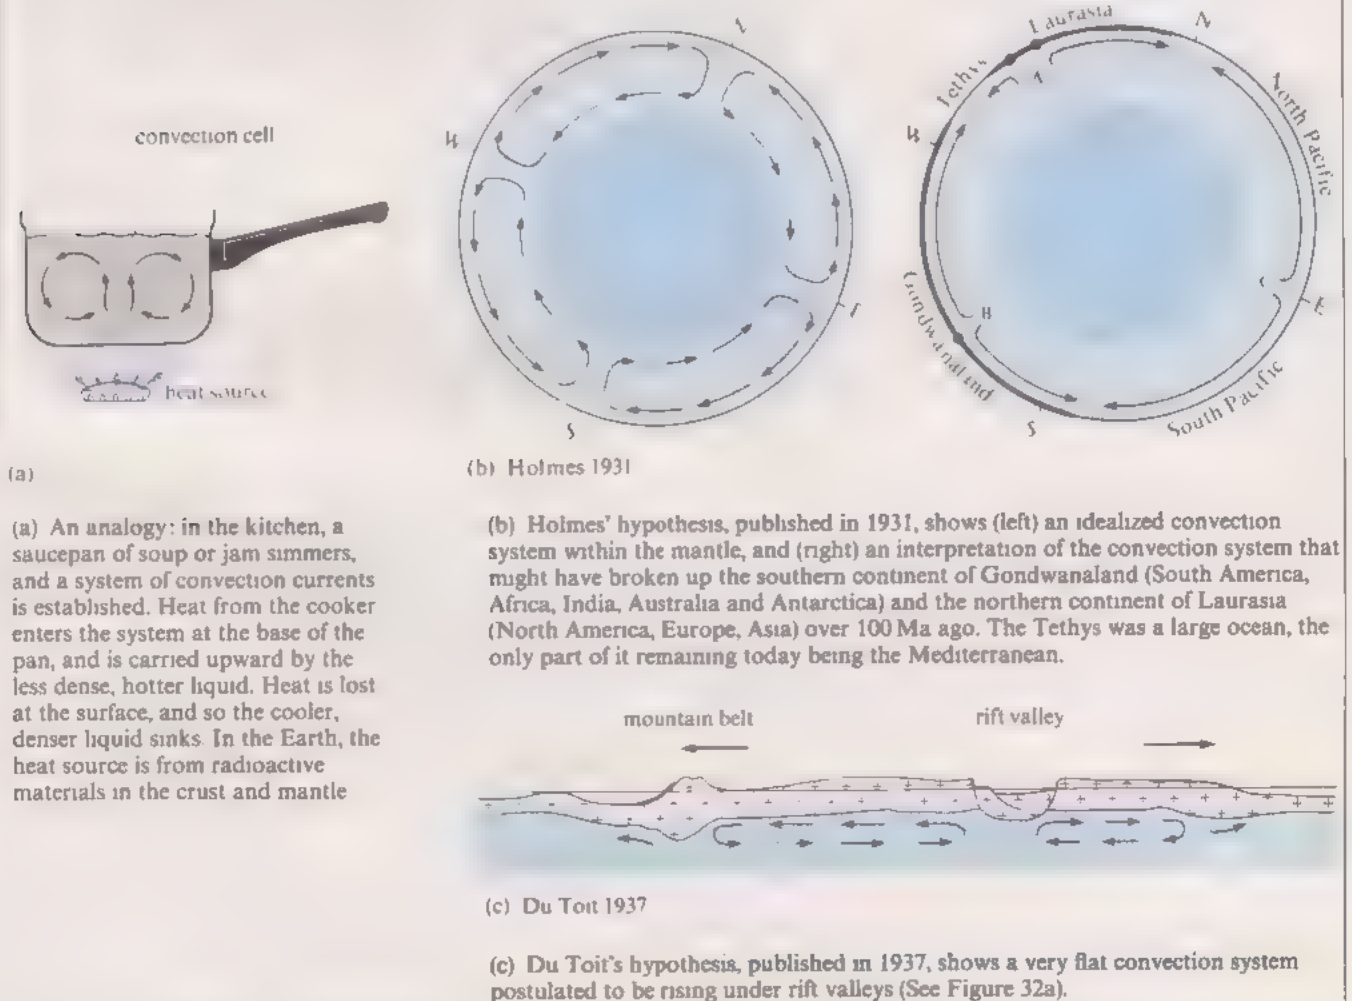 convection cell
heat source
(a)
(a) An analogy: in the kitchen, a
saucepan of soup or jam simmers,
and a system of convection currents
is established. Heat from the cooker
enters the system at the base of the
pan, and is carried upward by the
less dense, hotter liquid. Heat is lost
at the surface, and so the cooler,
denser liquid sinks. In the Earth, the
heat source is from radioactive
materials in the crust and mantle
W
S
Laurasia
N
Tethys
A
W
North Pacific
C
E
B
Gondwanaland
S
South Pacific
(b) Holmes 1931
(b) Holmes' hypothesis, published in 1931, shows (left) an idealized convection
system within the mantle, and (right) an interpretation of the convection system that
might have broken up the southern continent of Gondwanaland (South America,
Africa, India, Australia and Antarctica) and the northern continent of Laurasia
(North America, Europe, Asia) over 100 Ma ago. The Tethys was a large ocean, the
only part of it remaining today being the Mediterranean.
mountain belt
rift valley
(c) Du Toit 1937
(c) Du Toit's hypothesis, published in 1937, shows a very flat convection system
postulated to be rising under rift valleys (See Figure 32a).